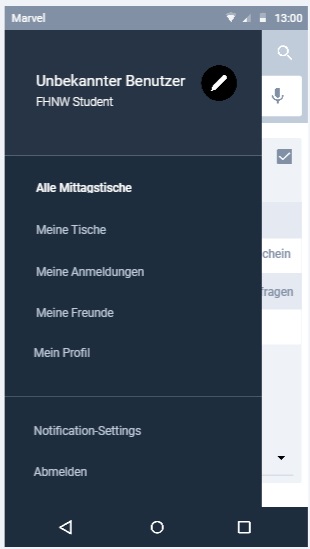 Marvel 13:00
Unbekannter Benutzer
FHNW Student
Alle Mittagstische
Meine Tische
chein
Meine Anmeldungen
fragen
Meine Freunde
Mein Profil
Notification-Settings
Abmelden